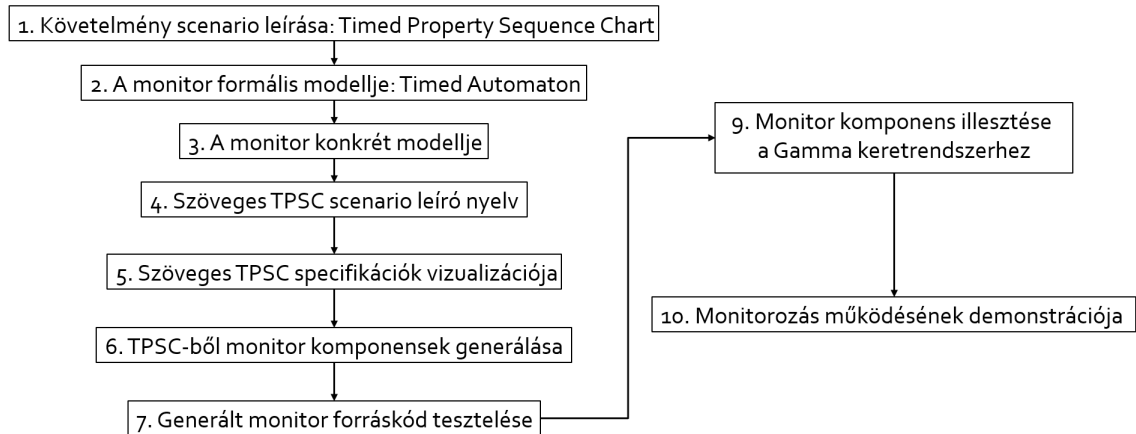 1. Követelmény scenario leírása: Timed Property Sequence Chart
2. A monitor formális modellje: Timed Automaton
3. A monitor konkrét modellje
4. Szöveges TPSC scenario leíró nyelv
5. Szöveges TPSC specifikációk vizualizációja
6. TPSC-ből monitor komponensek generálása
7. Generált monitor forráskód tesztelése
9. Monitor komponens illesztése
a Gamma keretrendszerhez
10. Monitorozás működésének demonstrációja